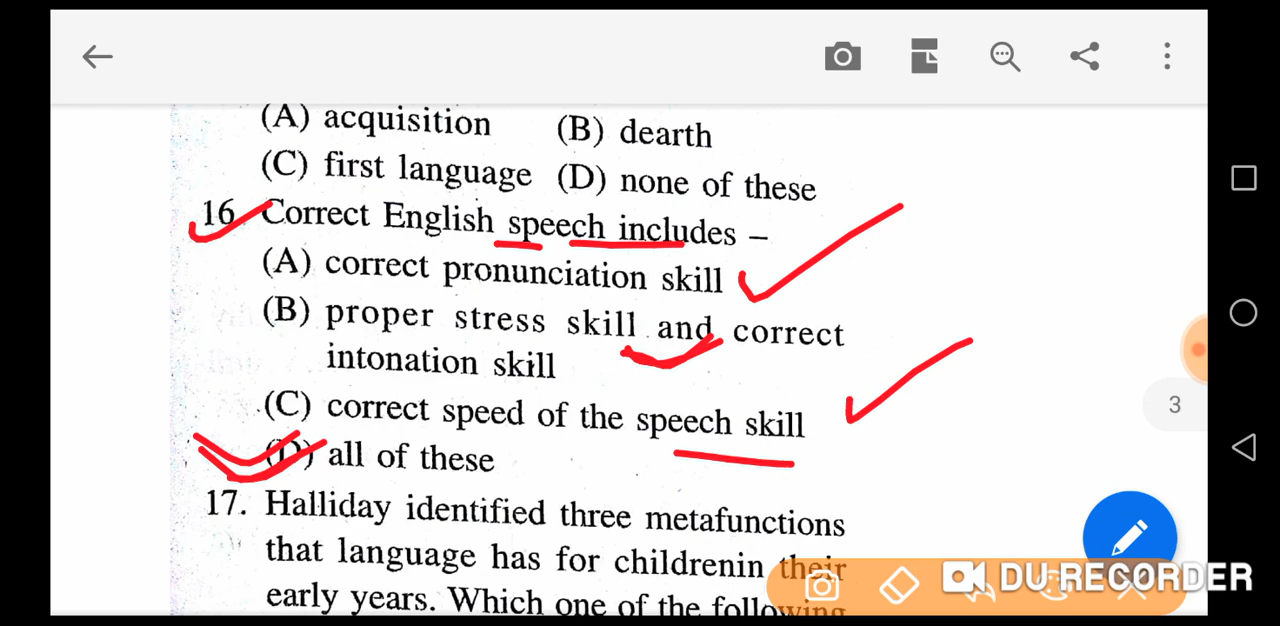 (A) acquisition (B) dearth
(C) first language (D) none of these
16. Correct English speech includes –
(A) correct pronunciation skill
(B) proper stress skill and correct
intonation skill
(C) correct speed of the speech skill
(D) all of these
3
17. Halliday identified three metafunctions
that language has for childrenin their
early years. Which one of the following
DU RECORDER